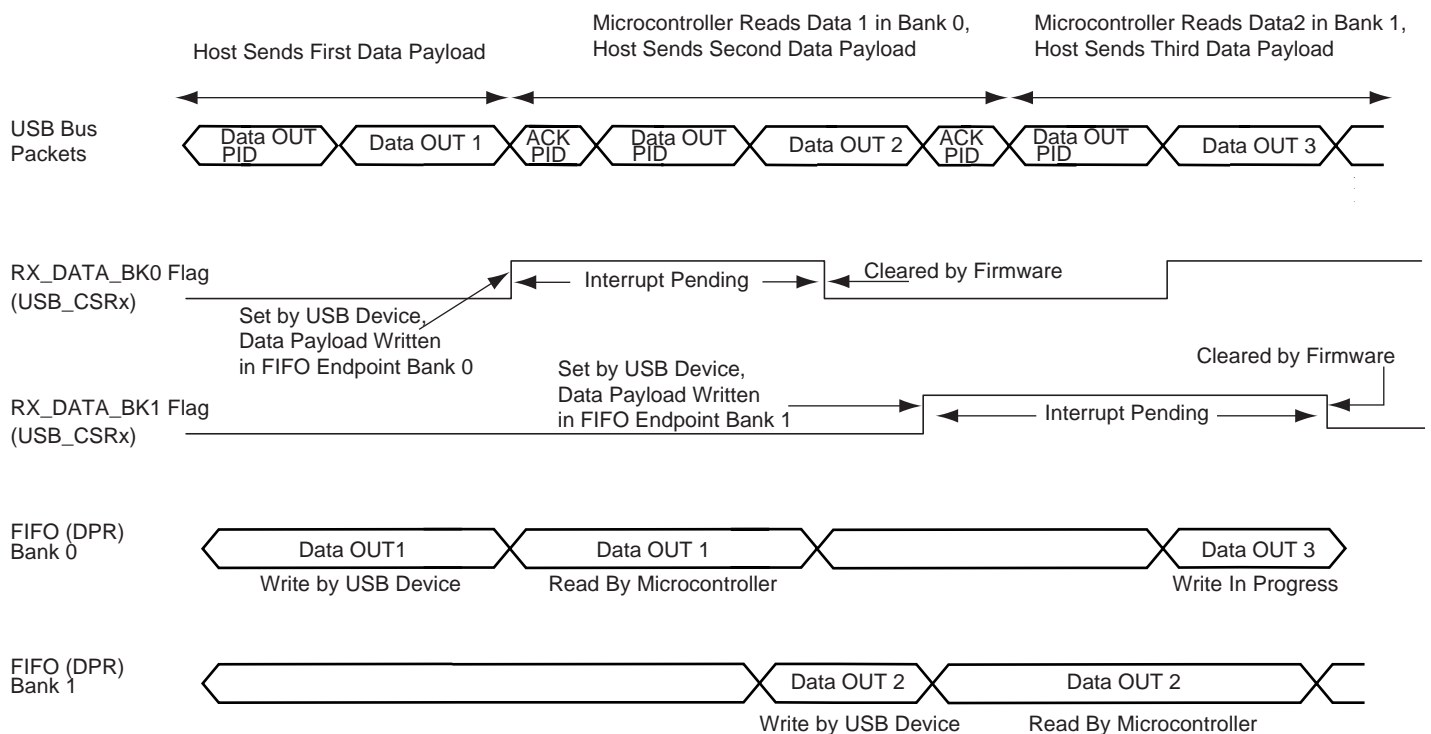 Host Sends First Data Payload
Microcontroller Reads Data 1 in Bank 0,
Host Sends Second Data Payload
Microcontroller Reads Data2 in Bank 1,
Host Sends Third Data Payload
USB Bus
Packets
Data OUT
PID
Data OUT 1
ACK
PID
Data OUT
PID
Data OUT 2
ACK
PID
Data OUT
PID
Data OUT 3
RX_DATA_BK0 Flag
(USB_CSRx)
Interrupt Pending
Cleared by Firmware
Set by USB Device,
Data Payload Written
in FIFO Endpoint Bank 0
Set by USB Device,
Data Payload Written
in FIFO Endpoint Bank 1
Cleared by Firmware
RX_DATA_BK1 Flag
(USB_CSRx)
Interrupt Pending
FIFO (DPR)
Bank 0
Data OUT1
Data OUT 1
Data OUT 3
Write by USB Device
Read By Microcontroller
Write In Progress
FIFO (DPR)
Bank 1
Data OUT 2
Data OUT 2
Write by USB Device
Read By Microcontroller